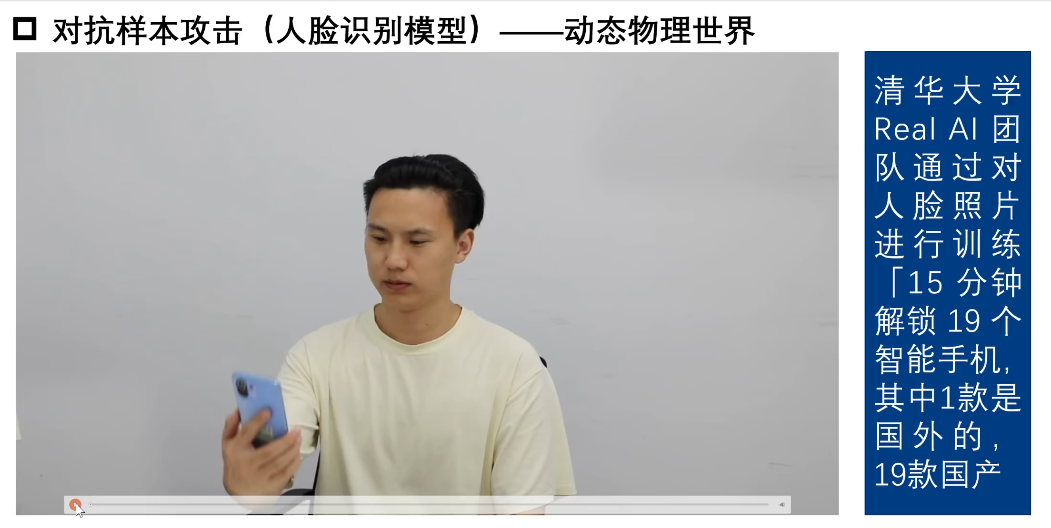 对抗样本攻击（人脸识别模型）——动态物理世界
清华大学
Real AI 团
队通过对
人脸照片
进行训练
「15 分钟
解锁 19 个
智能手机,
其中1款是
国外的，
19款国产